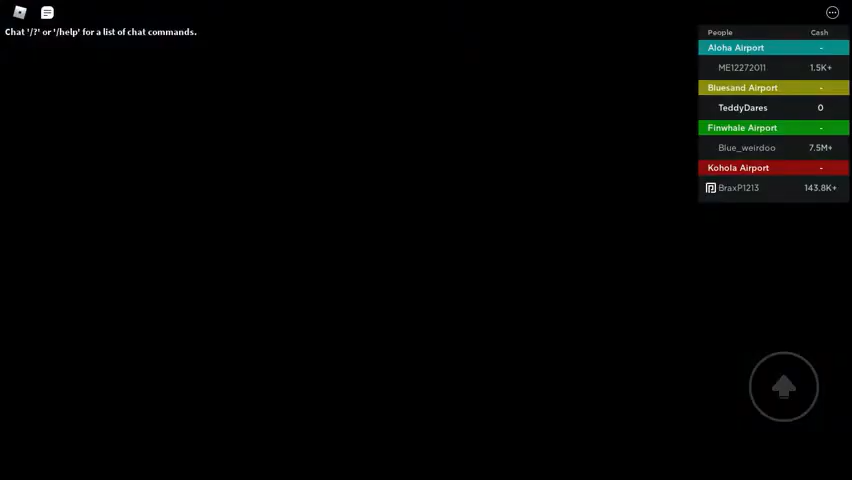 Chat '/?' or '/help' for a list of chat commands.
People Cash
Aloha Airport -
ME12272011 1.5K+
Bluesand Airport -
TeddyDares 0
Finwhale Airport -
Blue_weirdoo 7.5M+
Kohola Airport -
BraxP1213 143.8K+